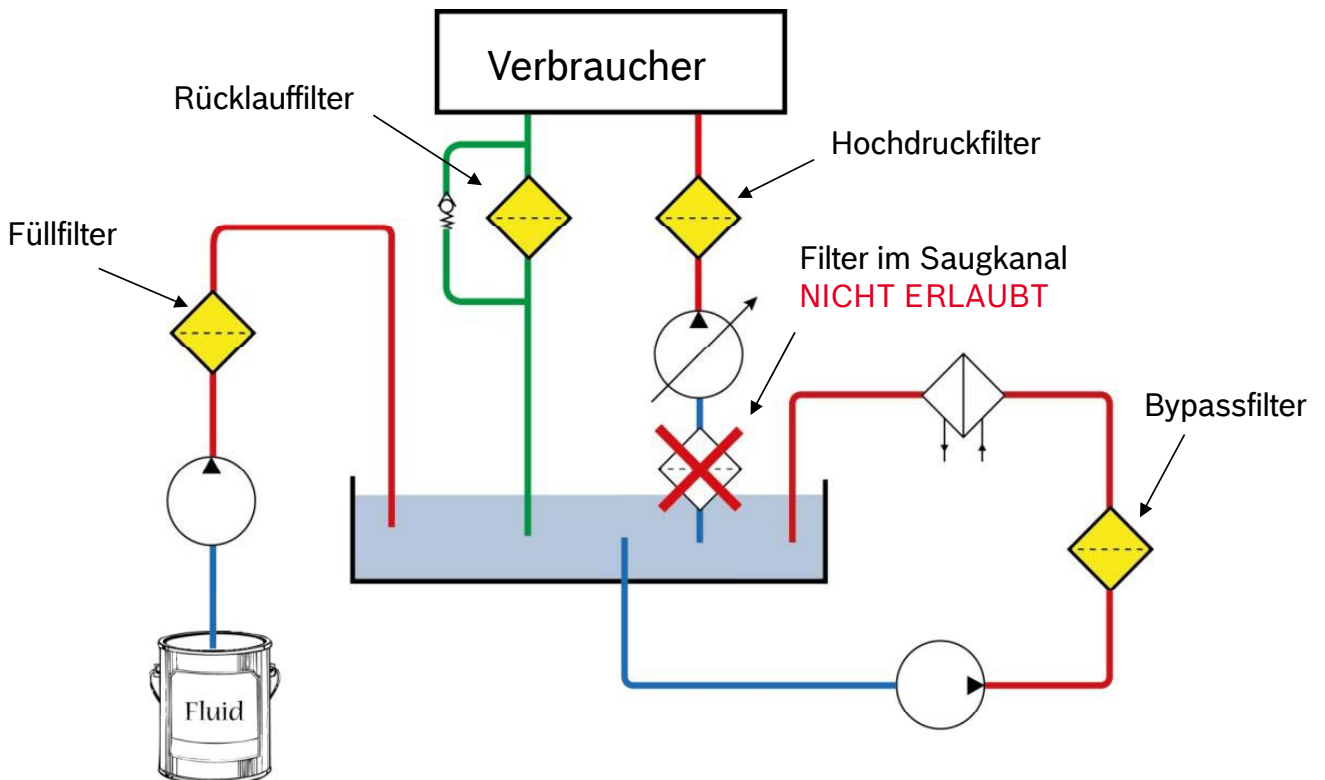 Verbraucher
Rücklauffilter
Hochdruckfilter
Füllfilter
Filter im Saugkanal
NICHT ERLAUBT
Bypassfilter
Fluid